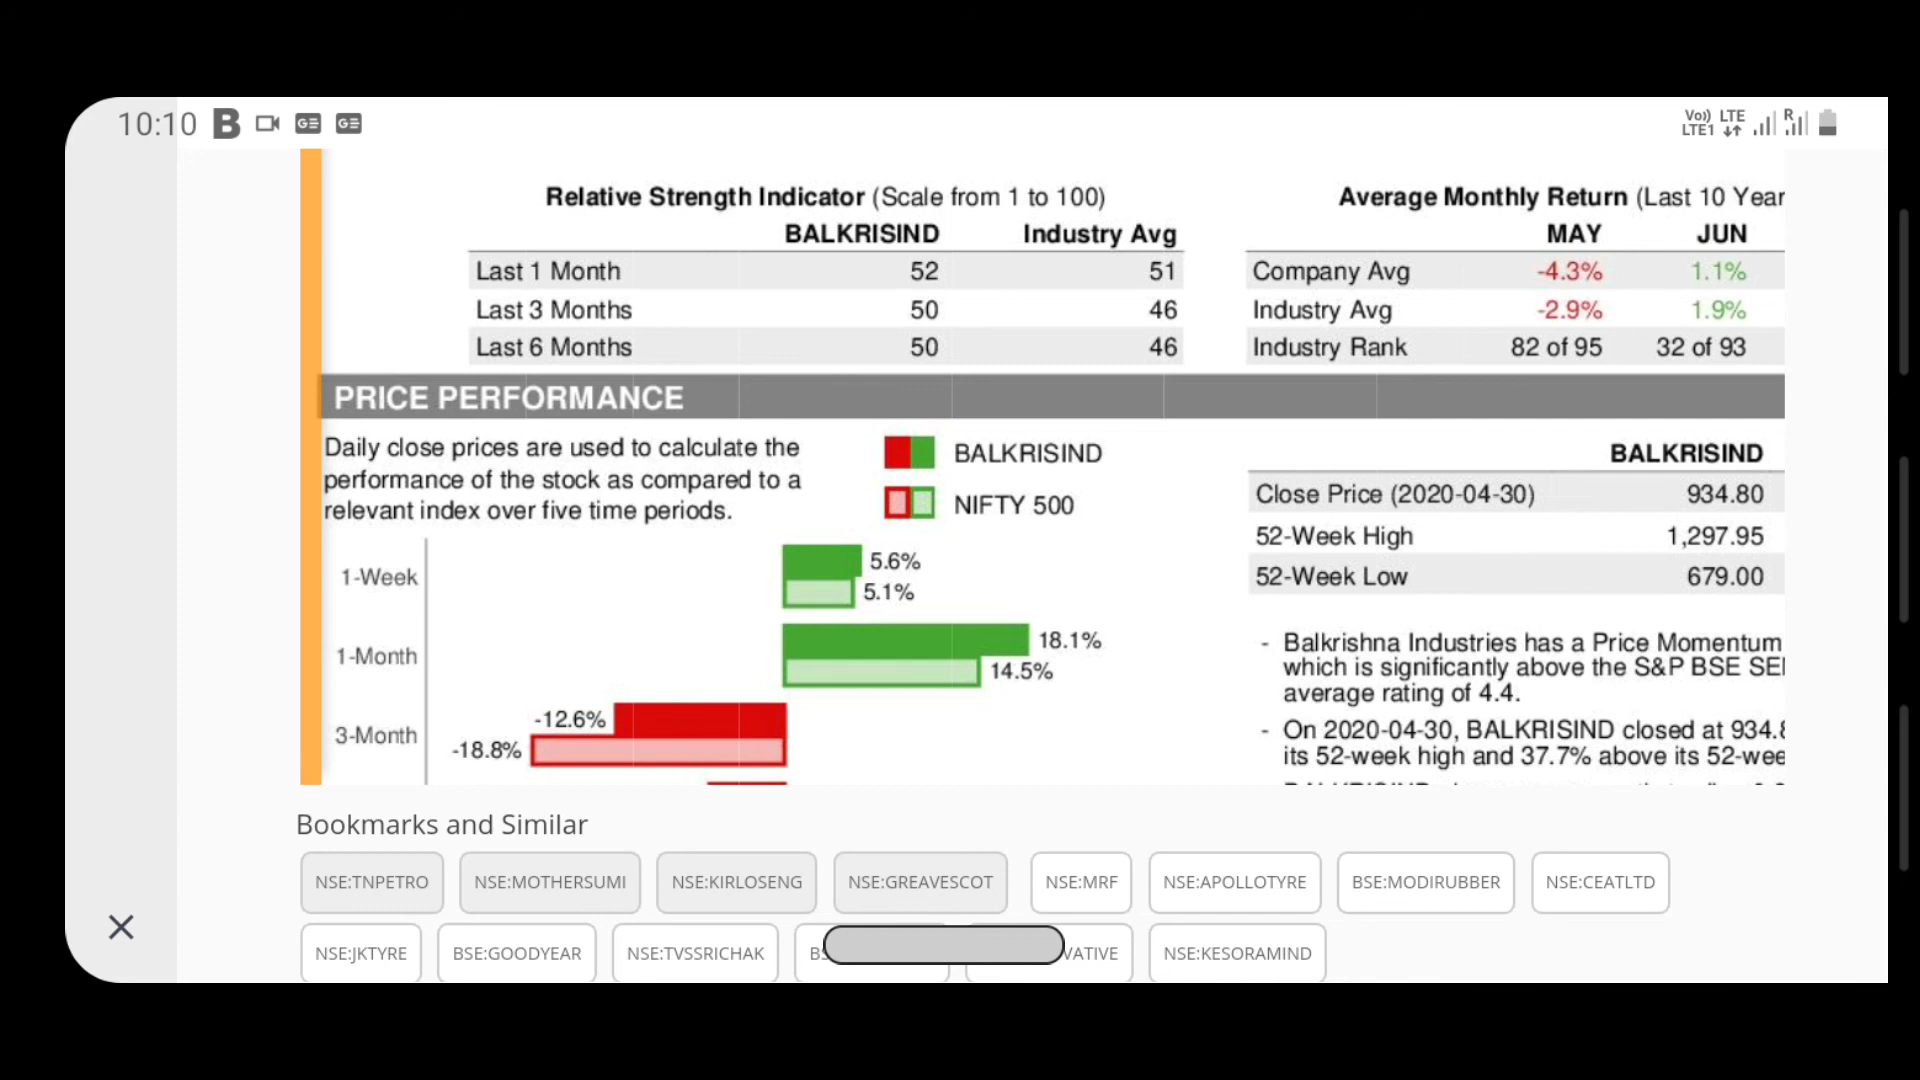 10:10 B GE GE Vo)) LTE1 LTE R
Relative Strength Indicator (Scale from 1 to 100)
BALKRISIND Industry Avg
Last 1 Month 52 51
Last 3 Months 50 46
Last 6 Months 50 46
Average Monthly Return (Last 10 Year
MAY JUN
Company Avg -4.3% 1.1%
Industry Avg -2.9% 1.9%
Industry Rank 82 of 95 32 of 93
PRICE PERFORMANCE
Daily close prices are used to calculate the
performance of the stock as compared to a
relevant index over five time periods.
BALKRISIND
NIFTY 500
1-Week 5.6%
5.1%
1-Month 18.1%
14.5%
3-Month -12.6%
-18.8%
BALKRISIND
Close Price (2020-04-30) 934.80
52-Week High 1,297.95
52-Week Low 679.00
- Balkrishna Industries has a Price Momentum
which is significantly above the S&P BSE
average rating of 4.4.
- On 2020-04-30, BALKRISIND closed at 934.8
its 52-week high and 37.7% above its 52-wee
Bookmarks and Similar
NSE:TNPETRO NSE:MOTHERSUMI NSE:KIRLOSENG NSE:GREAVESCOT NSE:MRF NSE:APOLLOTYRE BSE:MODIRUBBER NSE:CEATLTD
NSE:JKTYRE BSE:GOODYEAR NSE:TVSSRICHAK VATIVE NSE:KESORAMIND